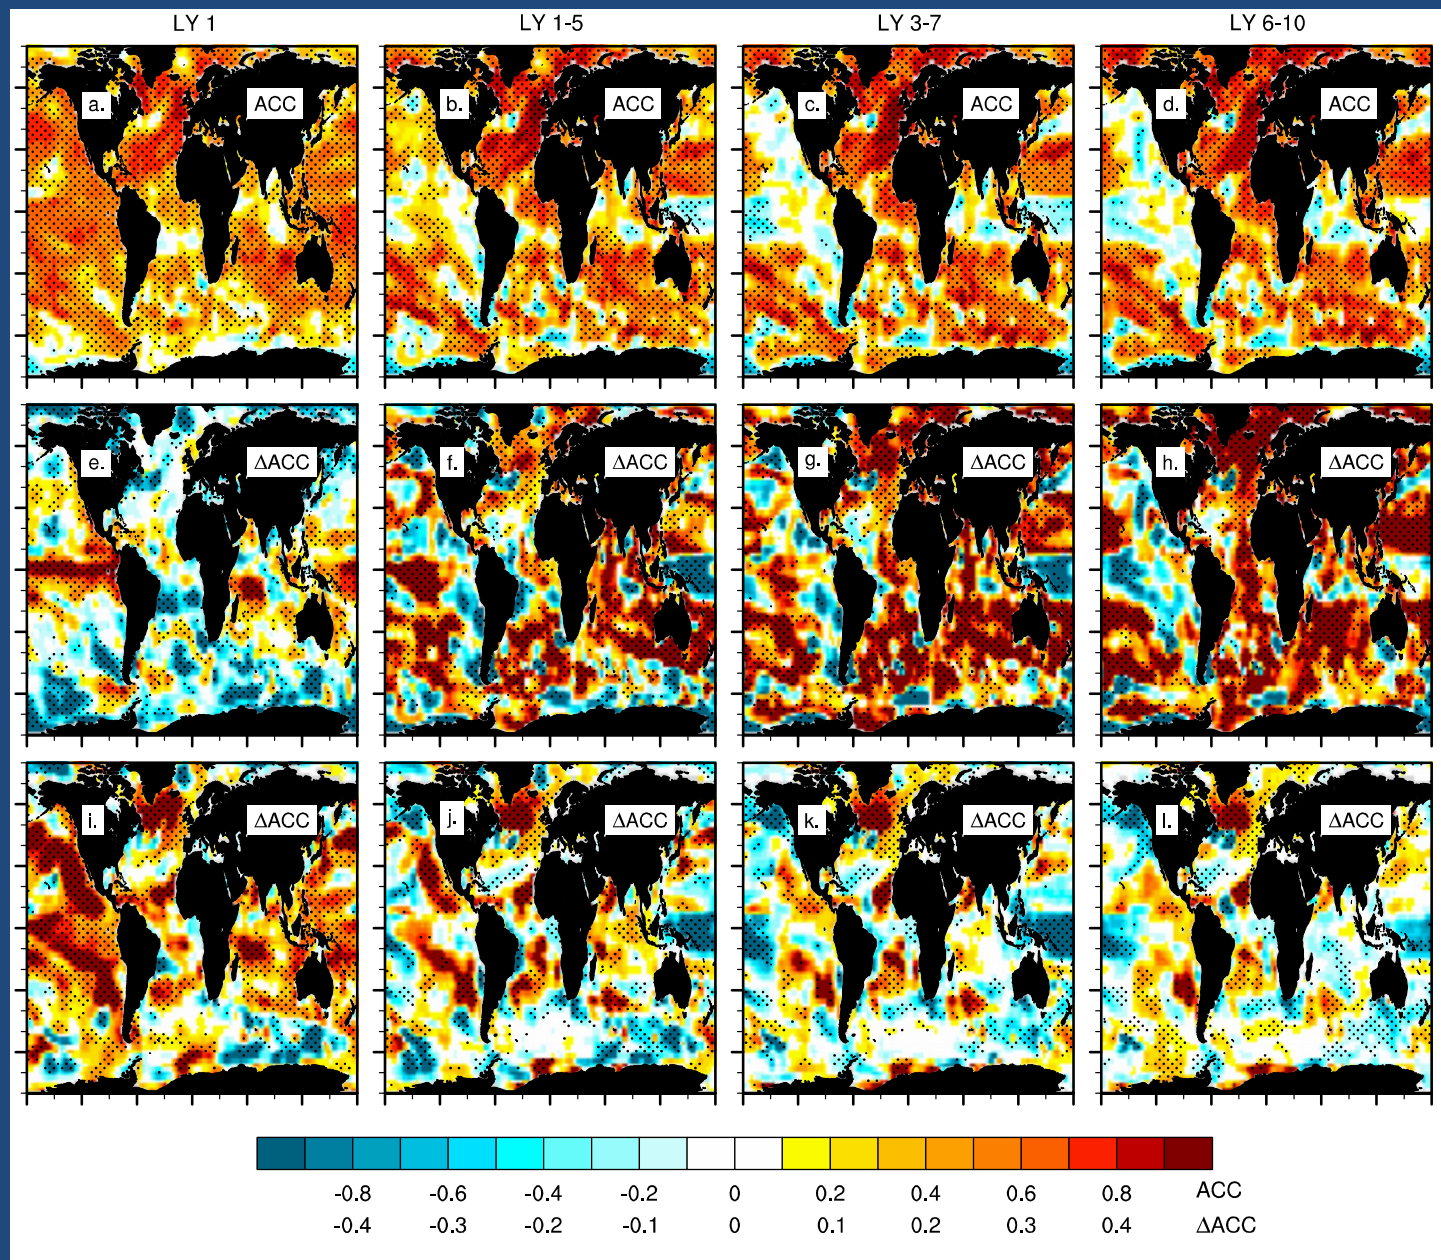 LY 1 LY 1-5 LY 3-7 LY 6-10
a. ACC b. ACC c. ACC d. ACC
e. ΔACC f. ΔACC g. ΔACC h. ΔACC
i. ΔACC j. ΔACC k. ΔACC l. ΔACC
-0.8 -0.6 -0.4 -0.2 0 0.2 0.4 0.6 0.8 ACC
-0.4 -0.3 -0.2 -0.1 0 0.1 0.2 0.3 0.4 ΔACC